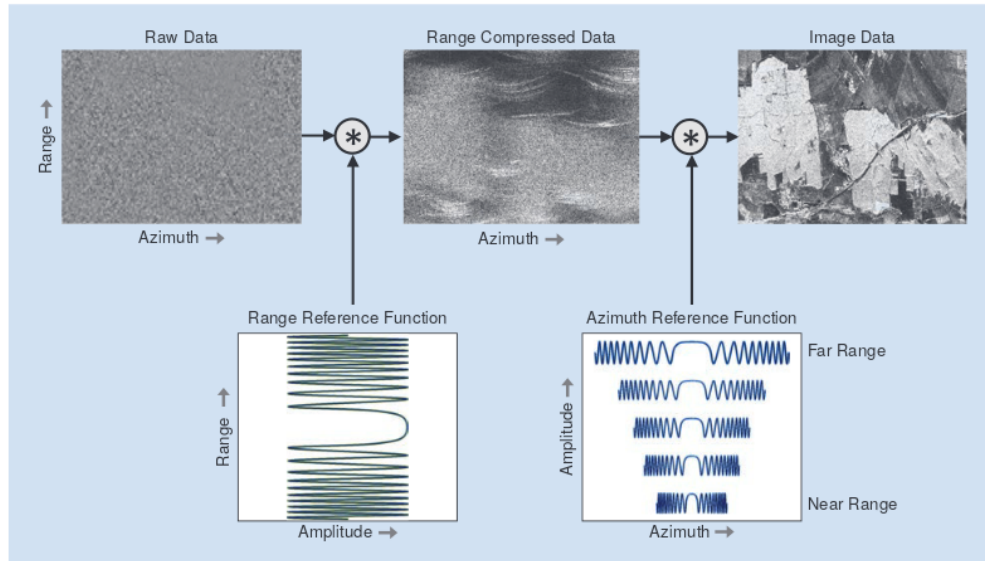 Raw Data
Range Compressed Data
Image Data
Range →
*
*
Azimuth →
Azimuth →
Range Reference Function
Azimuth Reference Function
Far Range
Range →
Amplitude →
Near Range
Amplitude →
Azimuth →